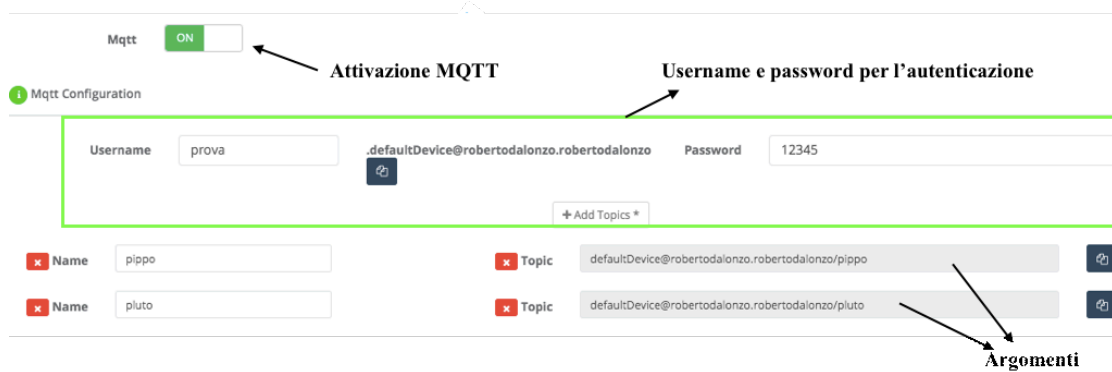 Mqtt ON
Attivazione MQTT
Username e password per l'autenticazione
i Mqtt Configuration
Username prova .defaultDevice@robertodalonzo.robertodalonzo Password 12345
+ Add Topics *
x Name pippo x Topic defaultDevice@robertodalonzo.robertodalonzo/pippo
x Name pluto x Topic defaultDevice@robertodalonzo.robertodalonzo/pluto
Argomenti